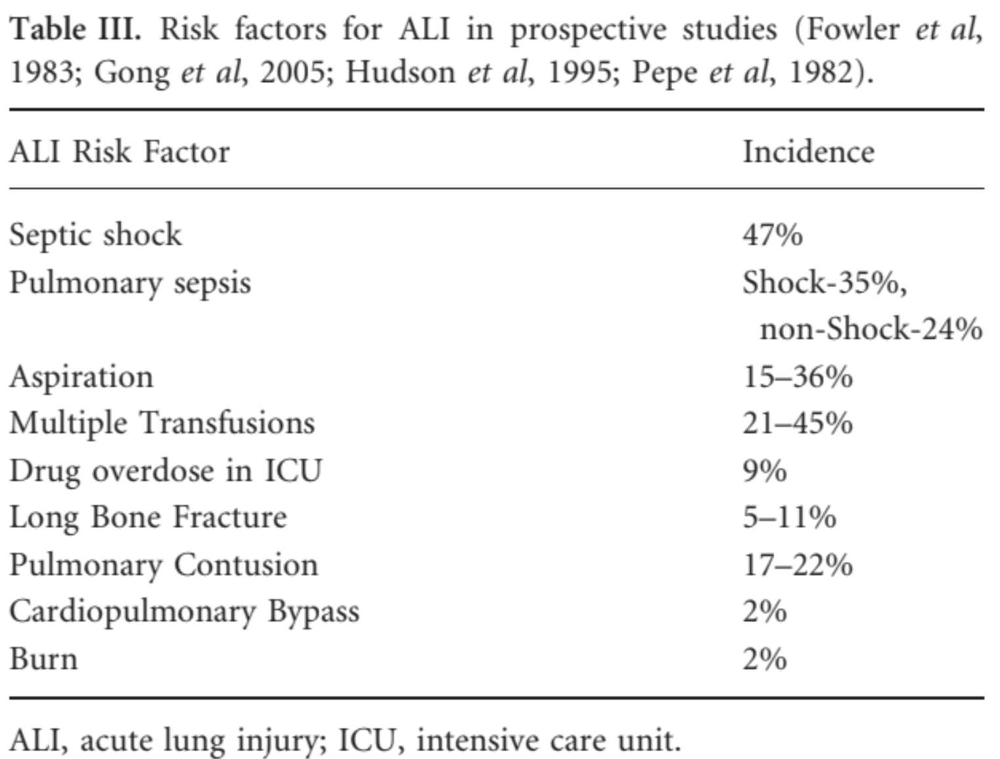 Table III. Risk factors for ALI in prospective studies (Fowler et al,
1983; Gong et al, 2005; Hudson et al, 1995; Pepe et al, 1982).
ALI Risk Factor Incidence
Septic shock 47%
Pulmonary sepsis Shock-35%,
non-Shock-24%
Aspiration 15–36%
Multiple Transfusions 21–45%
Drug overdose in ICU 9%
Long Bone Fracture 5–11%
Pulmonary Contusion 17–22%
Cardiopulmonary Bypass 2%
Burn 2%
ALI, acute lung injury; ICU, intensive care unit.